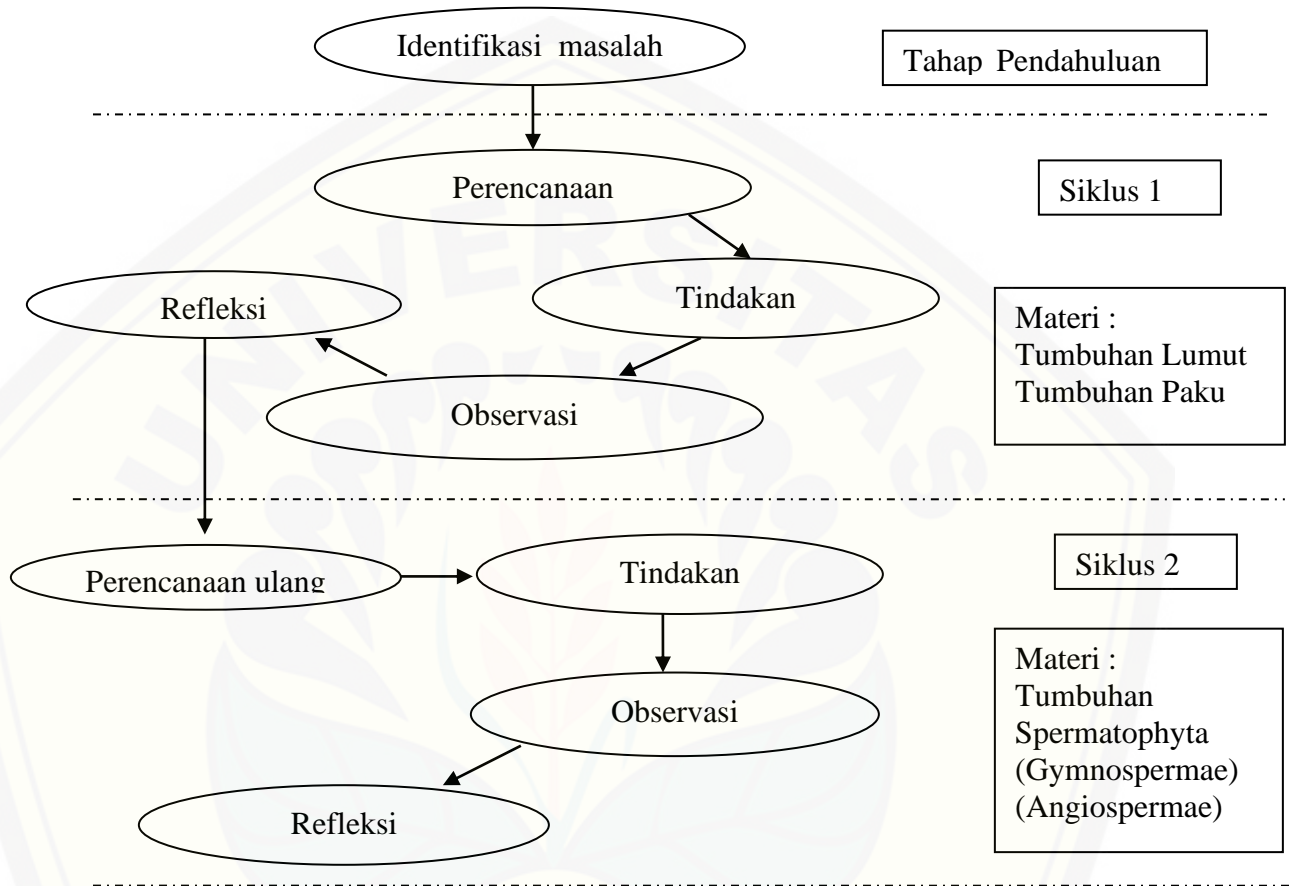 Identifikasi masalah
Tahap Pendahuluan
Perencanaan
Siklus 1
Tindakan
Refleksi
Materi :
Tumbuhan Lumut
Tumbuhan Paku
Observasi
Perencanaan ulang
Tindakan
Siklus 2
Materi :
Tumbuhan
Spermatophyta
(Gymnospermae)
(Angiospermae)
Observasi
Refleksi
UNIVERSITAS